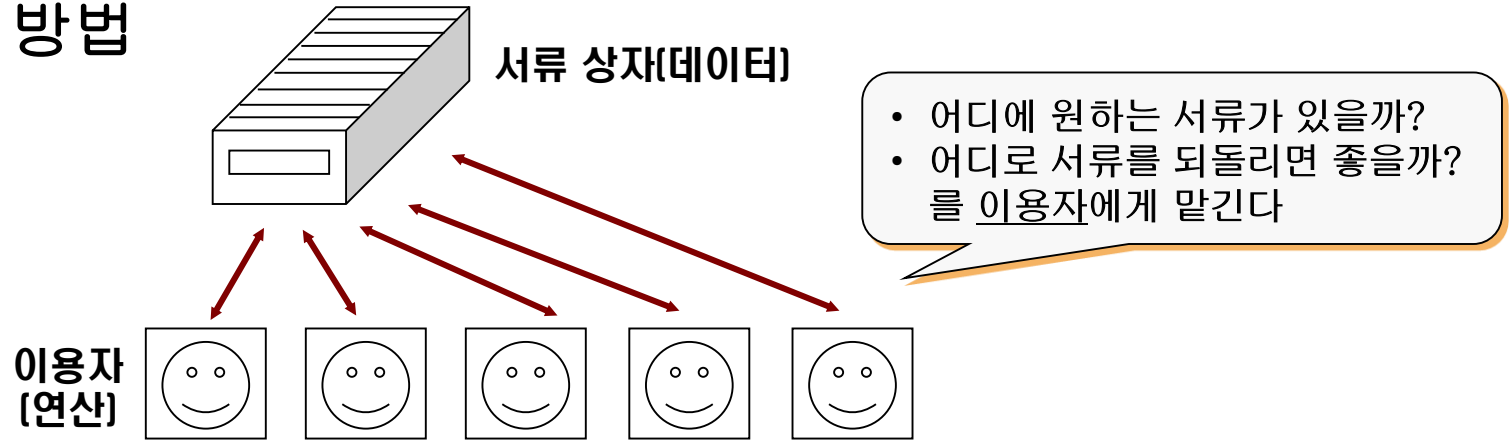 방법
서류 상자(데이터)
• 어디에 원하는 서류가 있을까?
• 어디로 서류를 되돌리면 좋을까?
를 이용자에게 맡긴다
이용자
(연산)